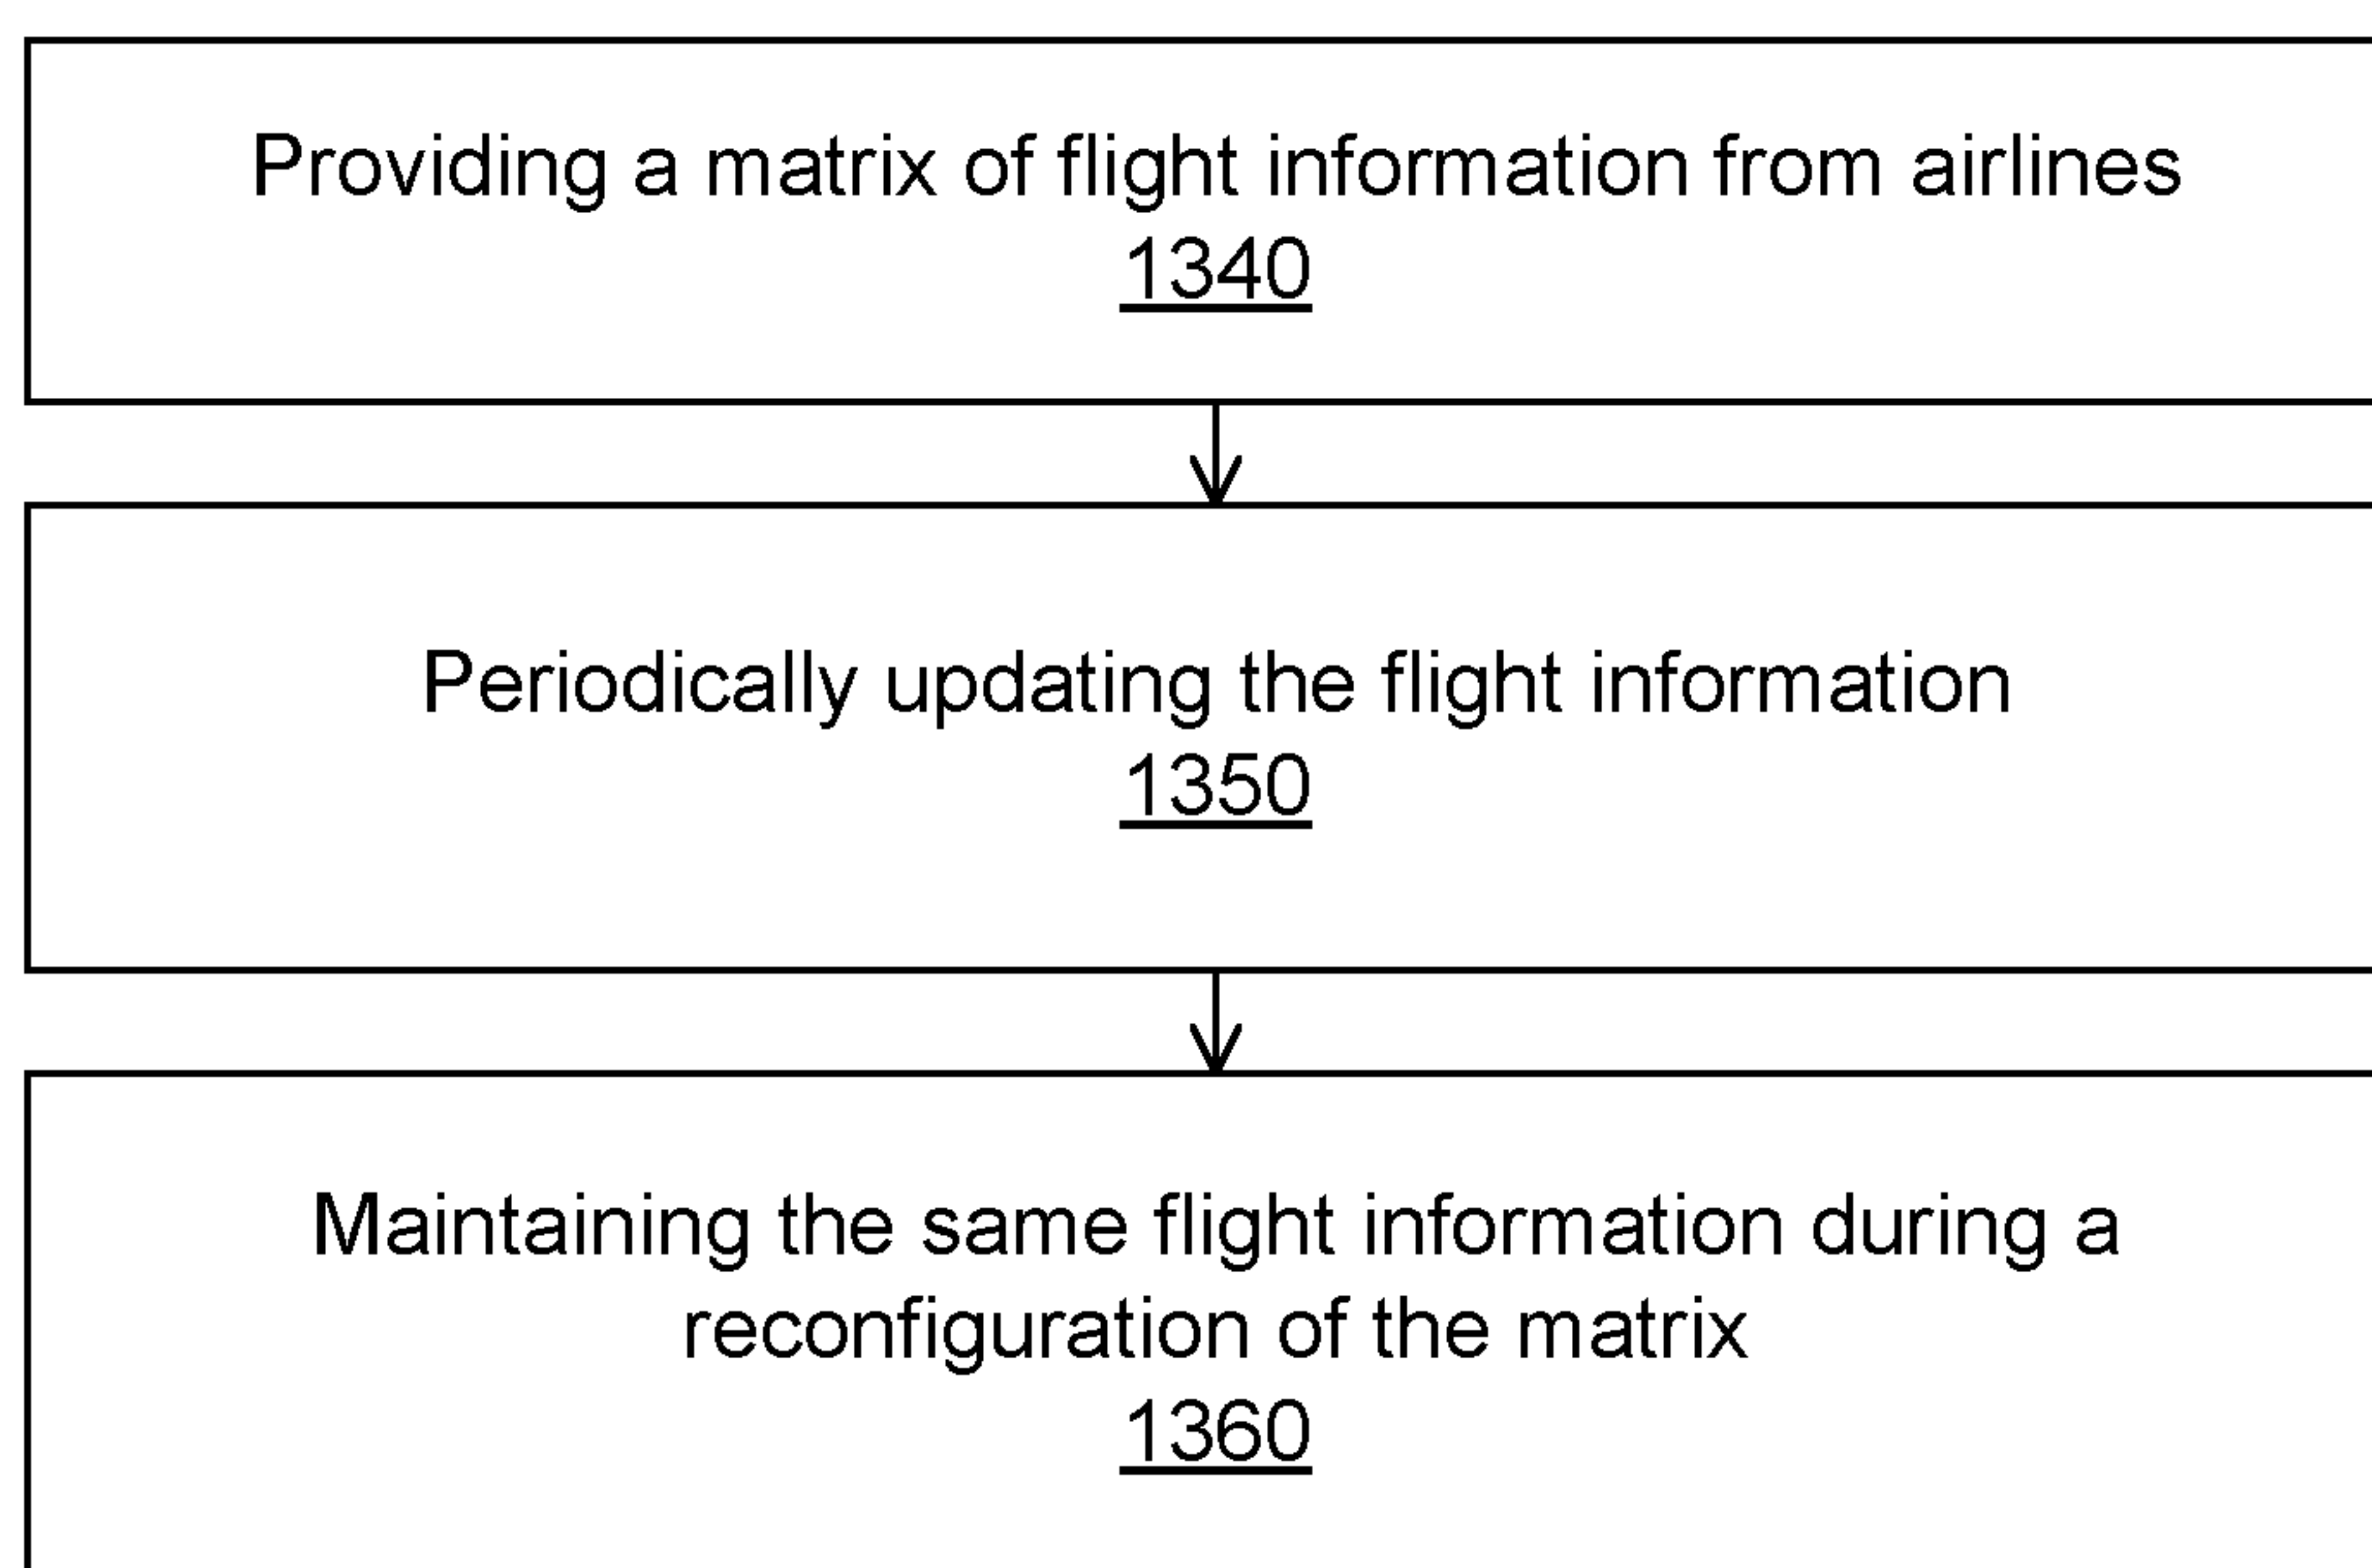 Providing a matrix of flight information from airlines
1340
Periodically updating the flight information
1350
Maintaining the same flight information during a
reconfiguration of the matrix
1360